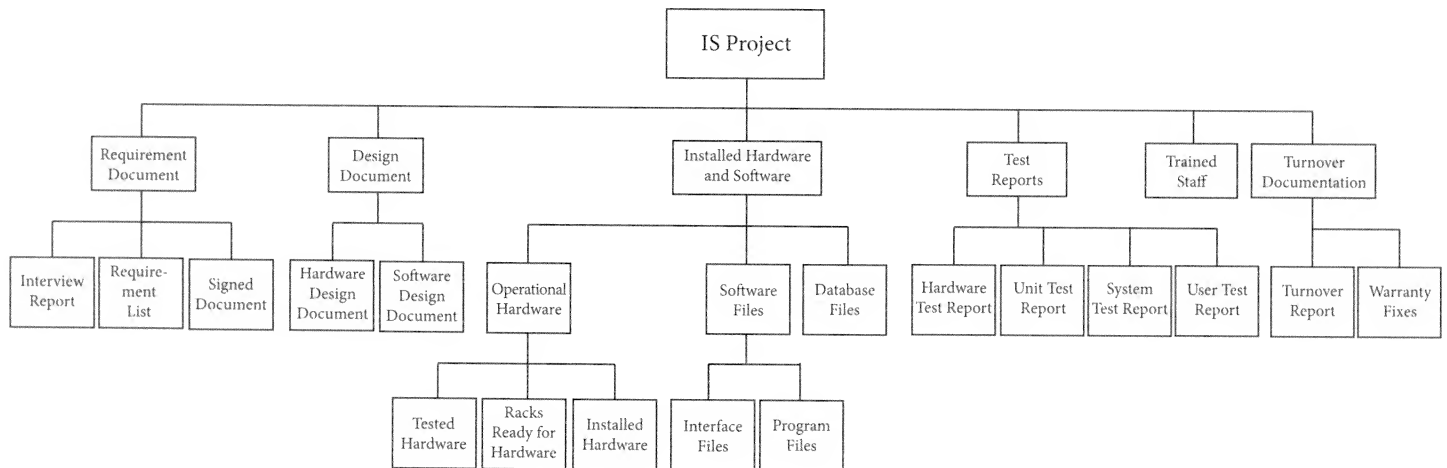 IS Project
Requirement
Document
Design
Document
Installed Hardware
and Software
Test
Reports
Trained
Staff
Turnover
Documentation
Interview
Report
Require-
ment
List
Signed
Document
Hardware
Design
Document
Software
Design
Document
Operational
Hardware
Software
Files
Database
Files
Hardware
Test Report
Unit Test
Report
System
Test Report
User Test
Report
Turnover
Report
Warranty
Fixes
Tested
Hardware
Racks
Ready for
Hardware
Installed
Hardware
Interface
Files
Program
Files